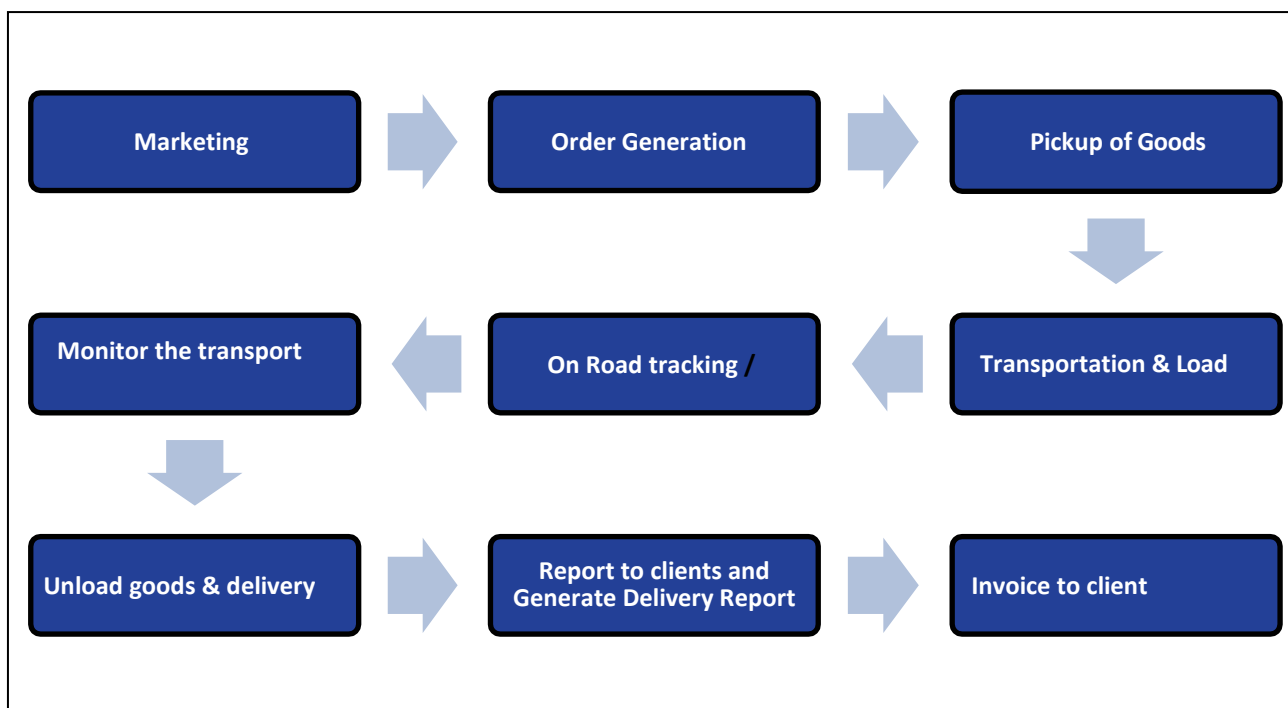 Marketing
Order Generation
Pickup of Goods
Transportation & Load
On Road tracking /
Monitor the transport
Unload goods & delivery
Report to clients and
Generate Delivery Report
Invoice to client